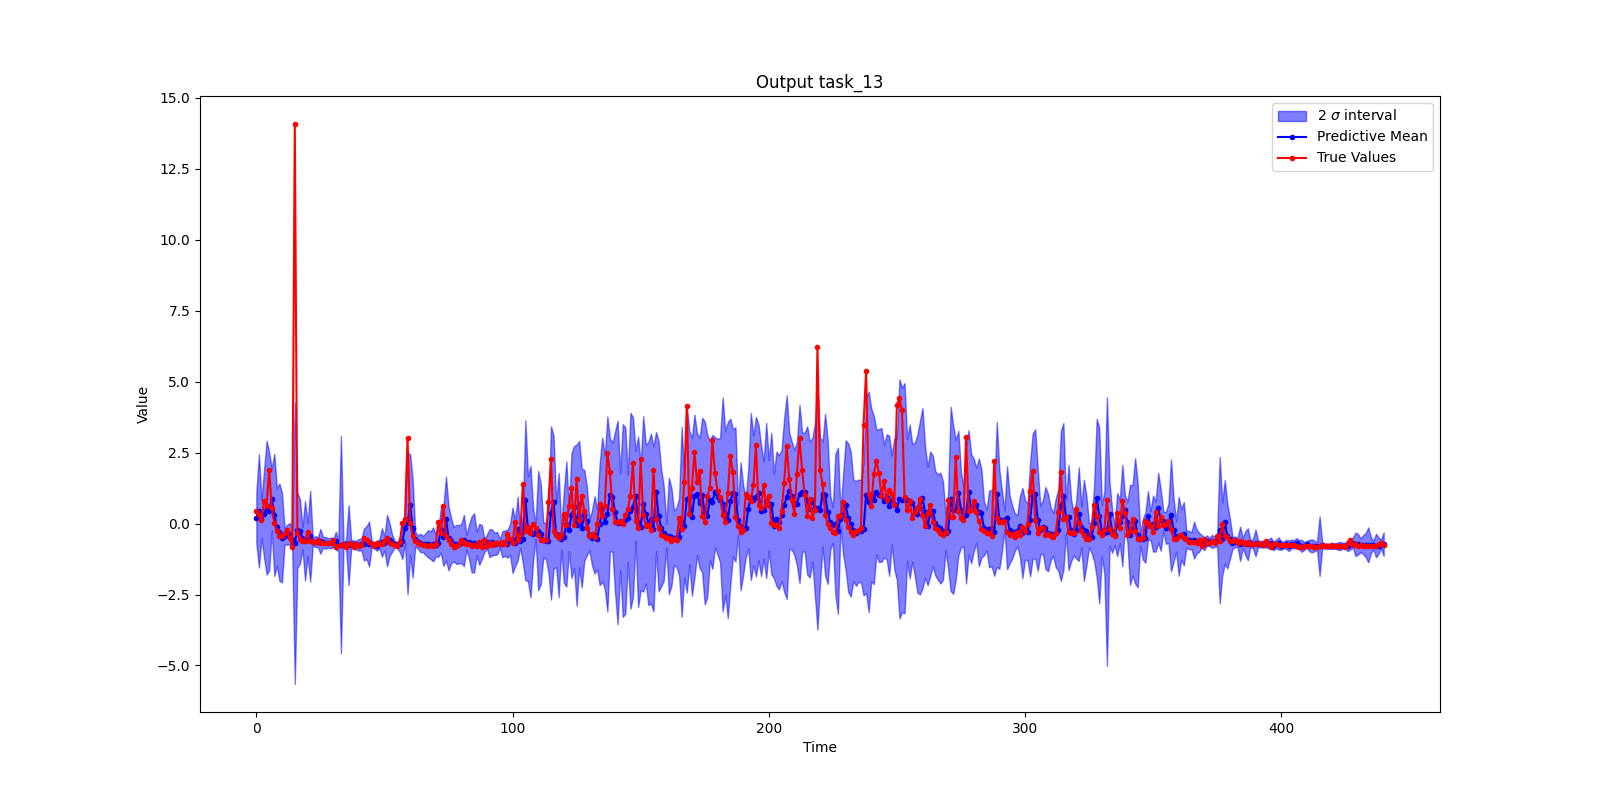 Output task_13
2 σ interval
Predictive Mean
True Values
15.0
12.5
10.0
7.5
5.0
2.5
0.0
−2.5
−5.0
Value
0 100 200 300 400
Time